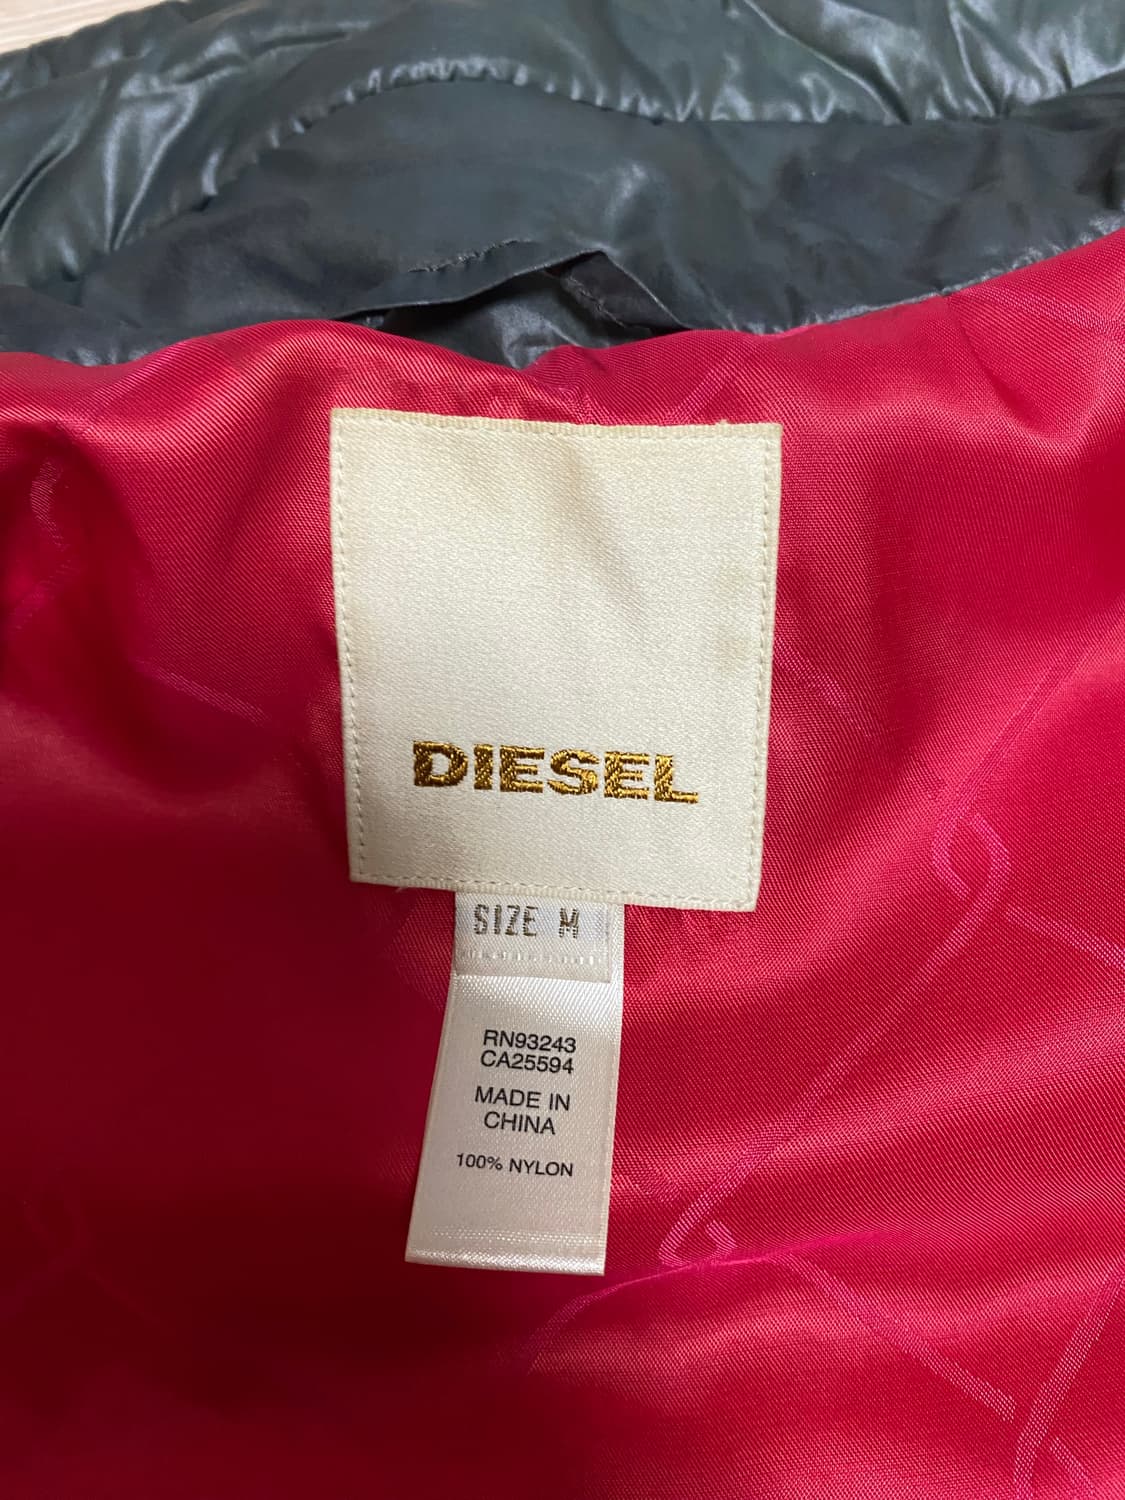 DIESEL
SIZE M
RN93243
CA25594
MADE IN
CHINA
100% NYLON